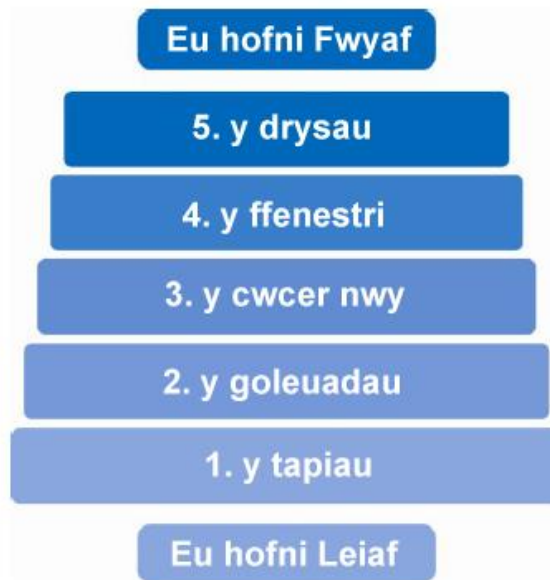 Eu hofni Fwyaf
5. y drysau
4. y ffenestri
3. y cwcer nwy
2. y goleuadau
1. y tapiau
Eu hofni Leiaf